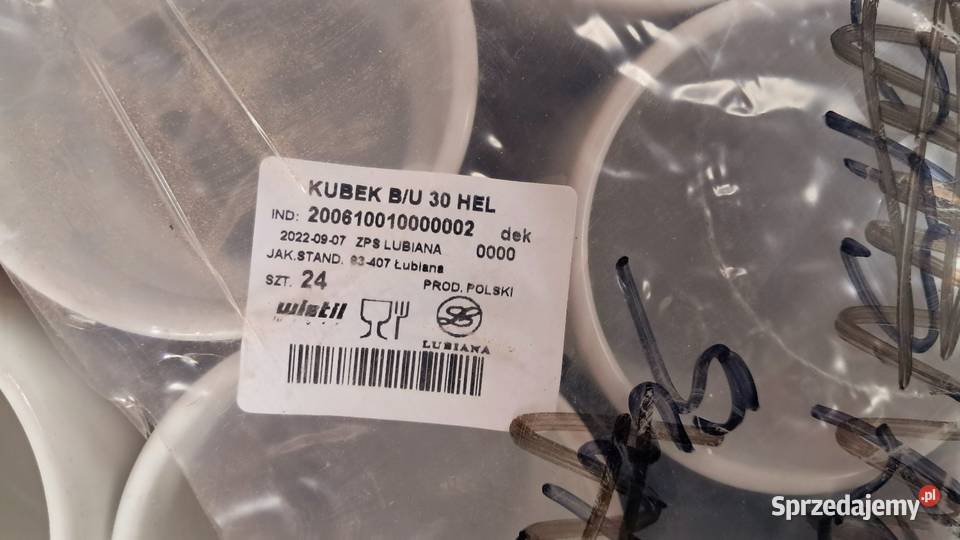 KUBEK B/U 30 HEL
IND: 200610010000002 dek
2022-09-07 ZPS LUBIANA 0000
JAK.STAND. 83-407 Łubiana
SZT. 24 PROD. POLSKI
wistil
LUBIANA
Sprzedajemy.pl